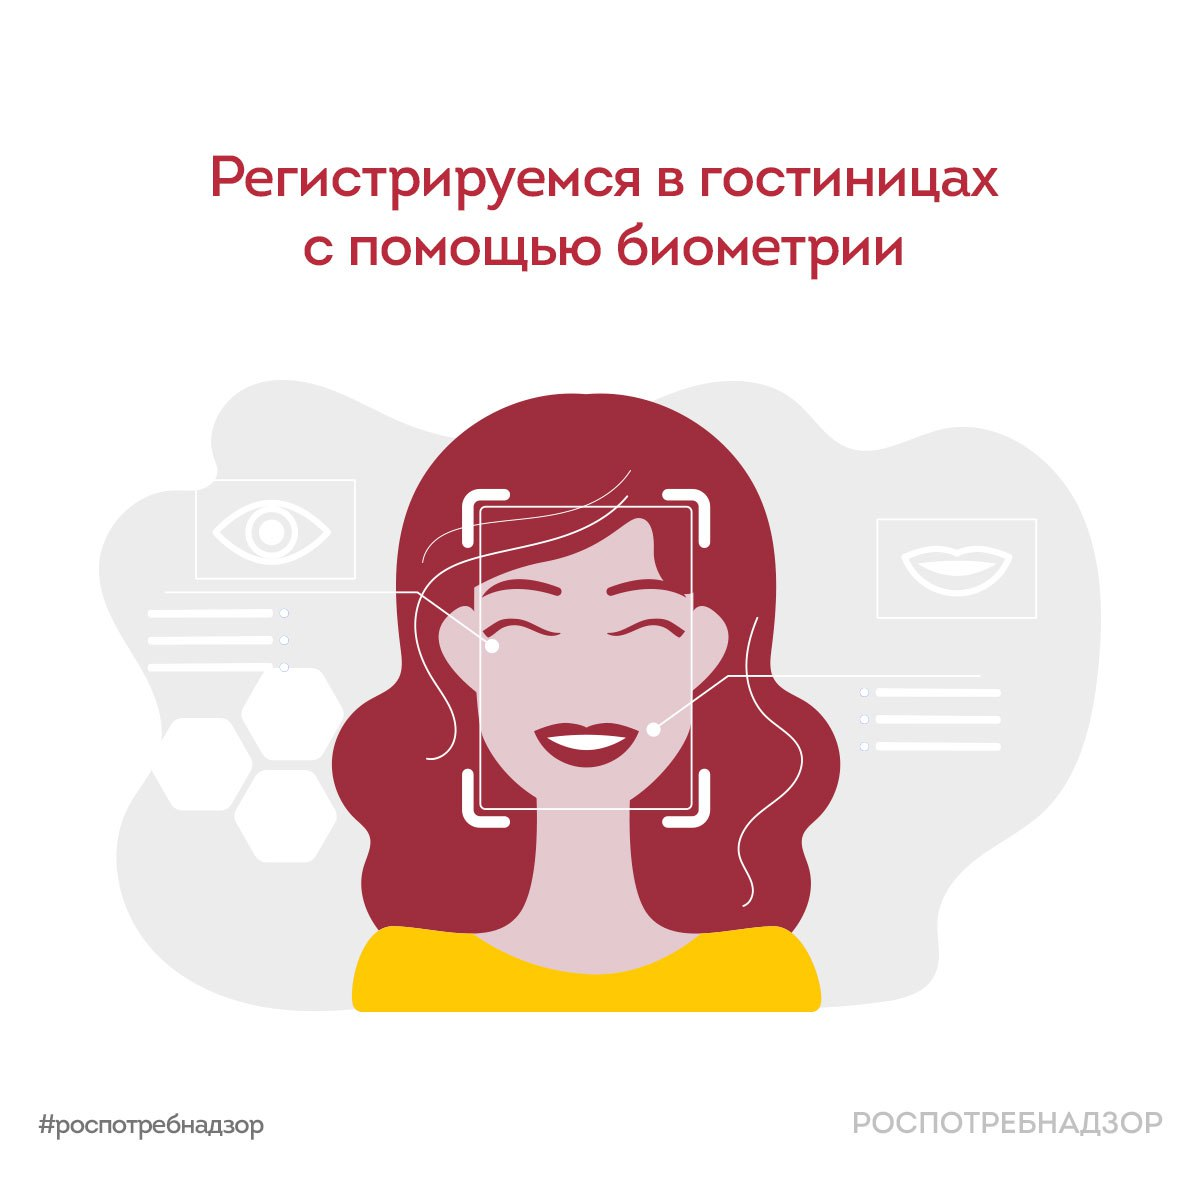 Регистрируемся в гостиницах
с помощью биометрии
#роспотребнадзор
РОСПОТРЕБНАДЗОР